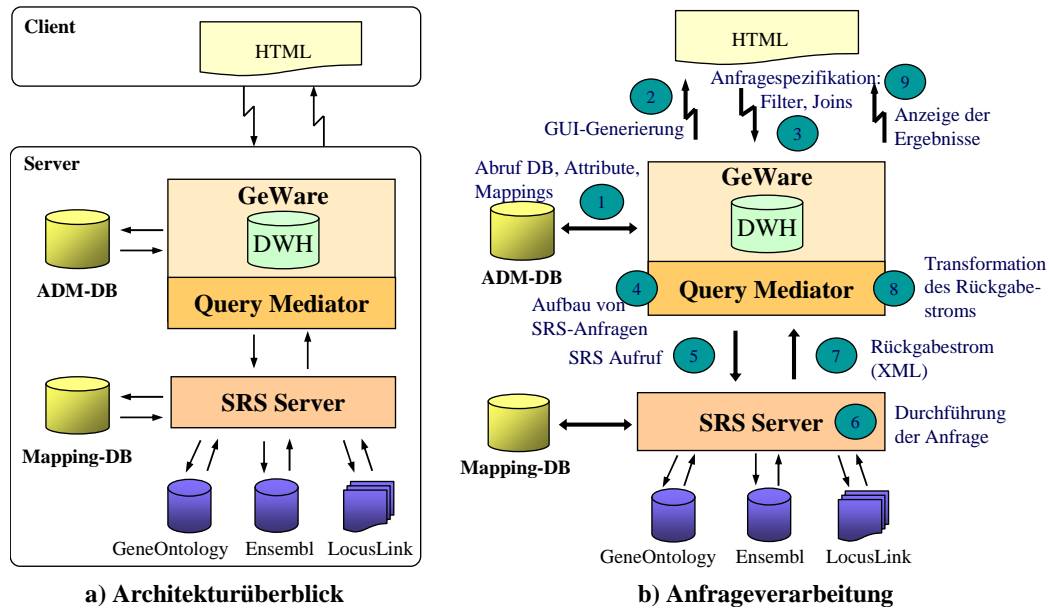 Client
HTML
Server
GeWare
DWH
ADM-DB
Query Mediator
SRS Server
Mapping-DB
GeneOntology
Ensembl
LocusLink
a) Architekturüberblick
HTML
2
GUI-Generierung
Anfragespezifikation:
Filter, Joins
3
9
Anzeige der
Ergebnisse
Abruf DB, Attribute,
Mappings
1
GeWare
DWH
ADM-DB
4
Query Mediator
8
Transformation
des Rückgabe-
stroms
Aufbau von
SRS-Anfragen
SRS Aufruf
5
7
Rückgabestrom
(XML)
SRS Server
6
Durchführung
der Anfrage
Mapping-DB
GeneOntology
Ensembl
LocusLink
b) Anfrageverarbeitung